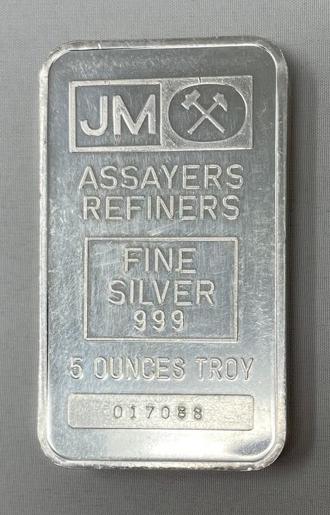 JM
ASSAYERS
REFINERS
FINE
SILVER
999
5 OUNCES TROY
017088